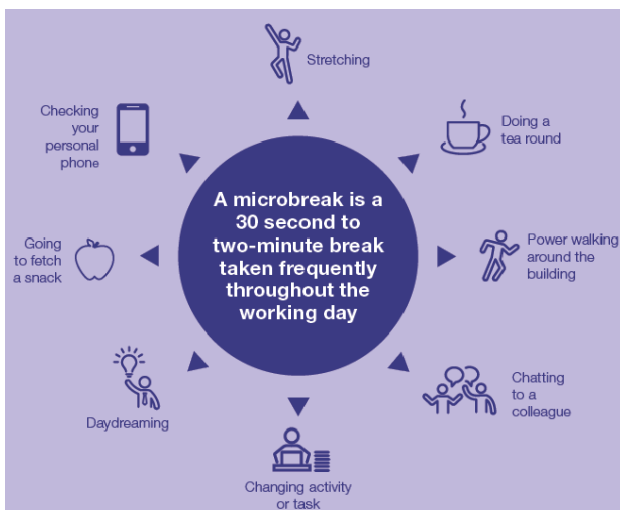 Stretching
Doing a
tea round
Power walking
around the
building
Chatting
to a
colleague
Changing activity
or task
Daydreaming
Going
to fetch
a snack
Checking
your
personal
phone
A microbreak is a
30 second to
two-minute break
taken frequently
throughout the
working day